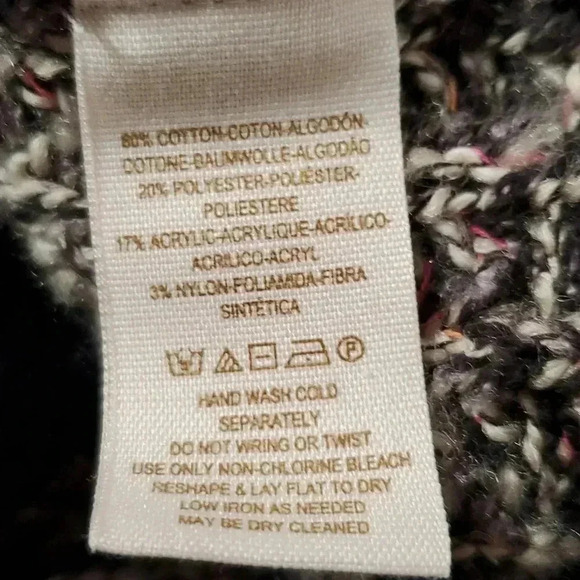 60% COTTON-COTON-ALGODÓN-
COTONE-BAUMWOLLE-ALGODÃO
20% POLYESTER-POLIÉSTER-
POLIESTERE
17% ACRYLIC-ACRYLIQUE-ACRÍLICO-
ACRILICO-ACRYL
3% NYLON-FOLIAMIDA-FIBRA
SINTÉTICA
P
HAND WASH COLD
SEPARATELY
DO NOT WRING OR TWIST
USE ONLY NON-CHLORINE BLEACH
RESHAPE & LAY FLAT TO DRY
LOW IRON AS NEEDED
MAY BE DRY CLEANED